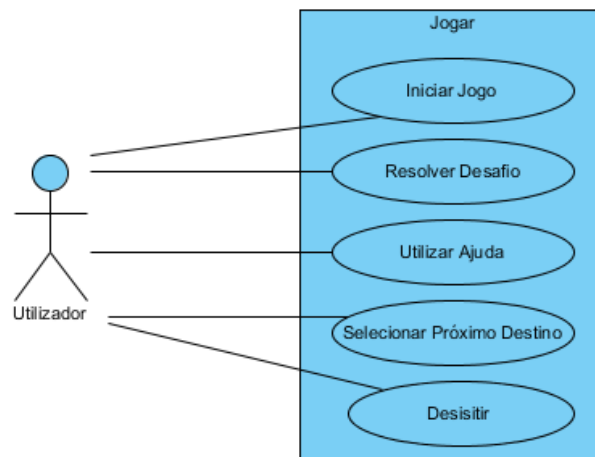 Jogar
Iniciar Jogo
Resolver Desafio
Utilizar Ajuda
Utilizador
Selecionar Próximo Destino
Desisitir